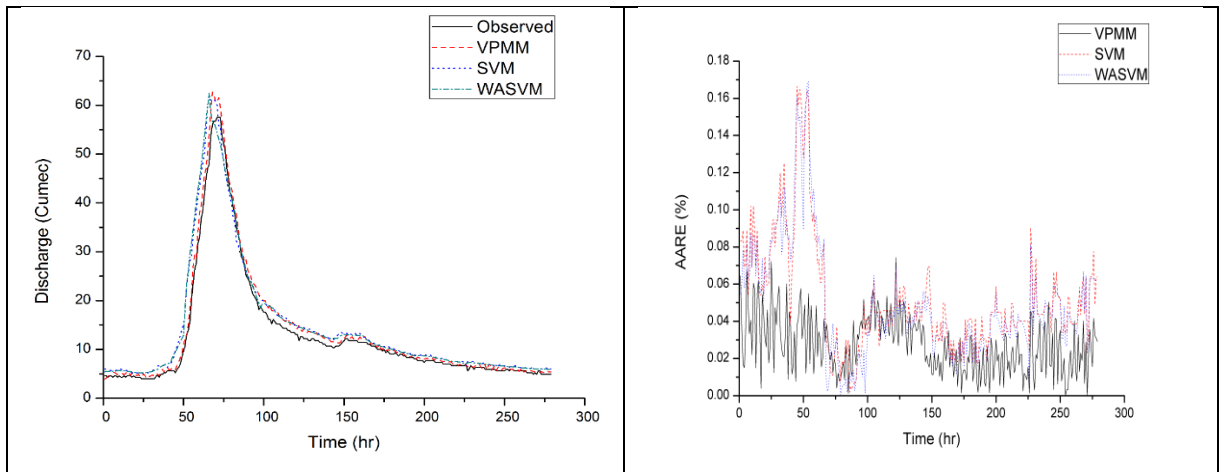 Observed
VPMM
SVM
WASVM
70
60
50
40
30
20
10
0
Discharge (Cumec)
0 50 100 150 200 250 300
Time (hr)
VPMM
SVM
WASVM
0.18
0.16
0.14
0.12
0.10
0.08
0.06
0.04
0.02
0.00
AARE (%)
0 50 100 150 200 250 300
Time (hr)